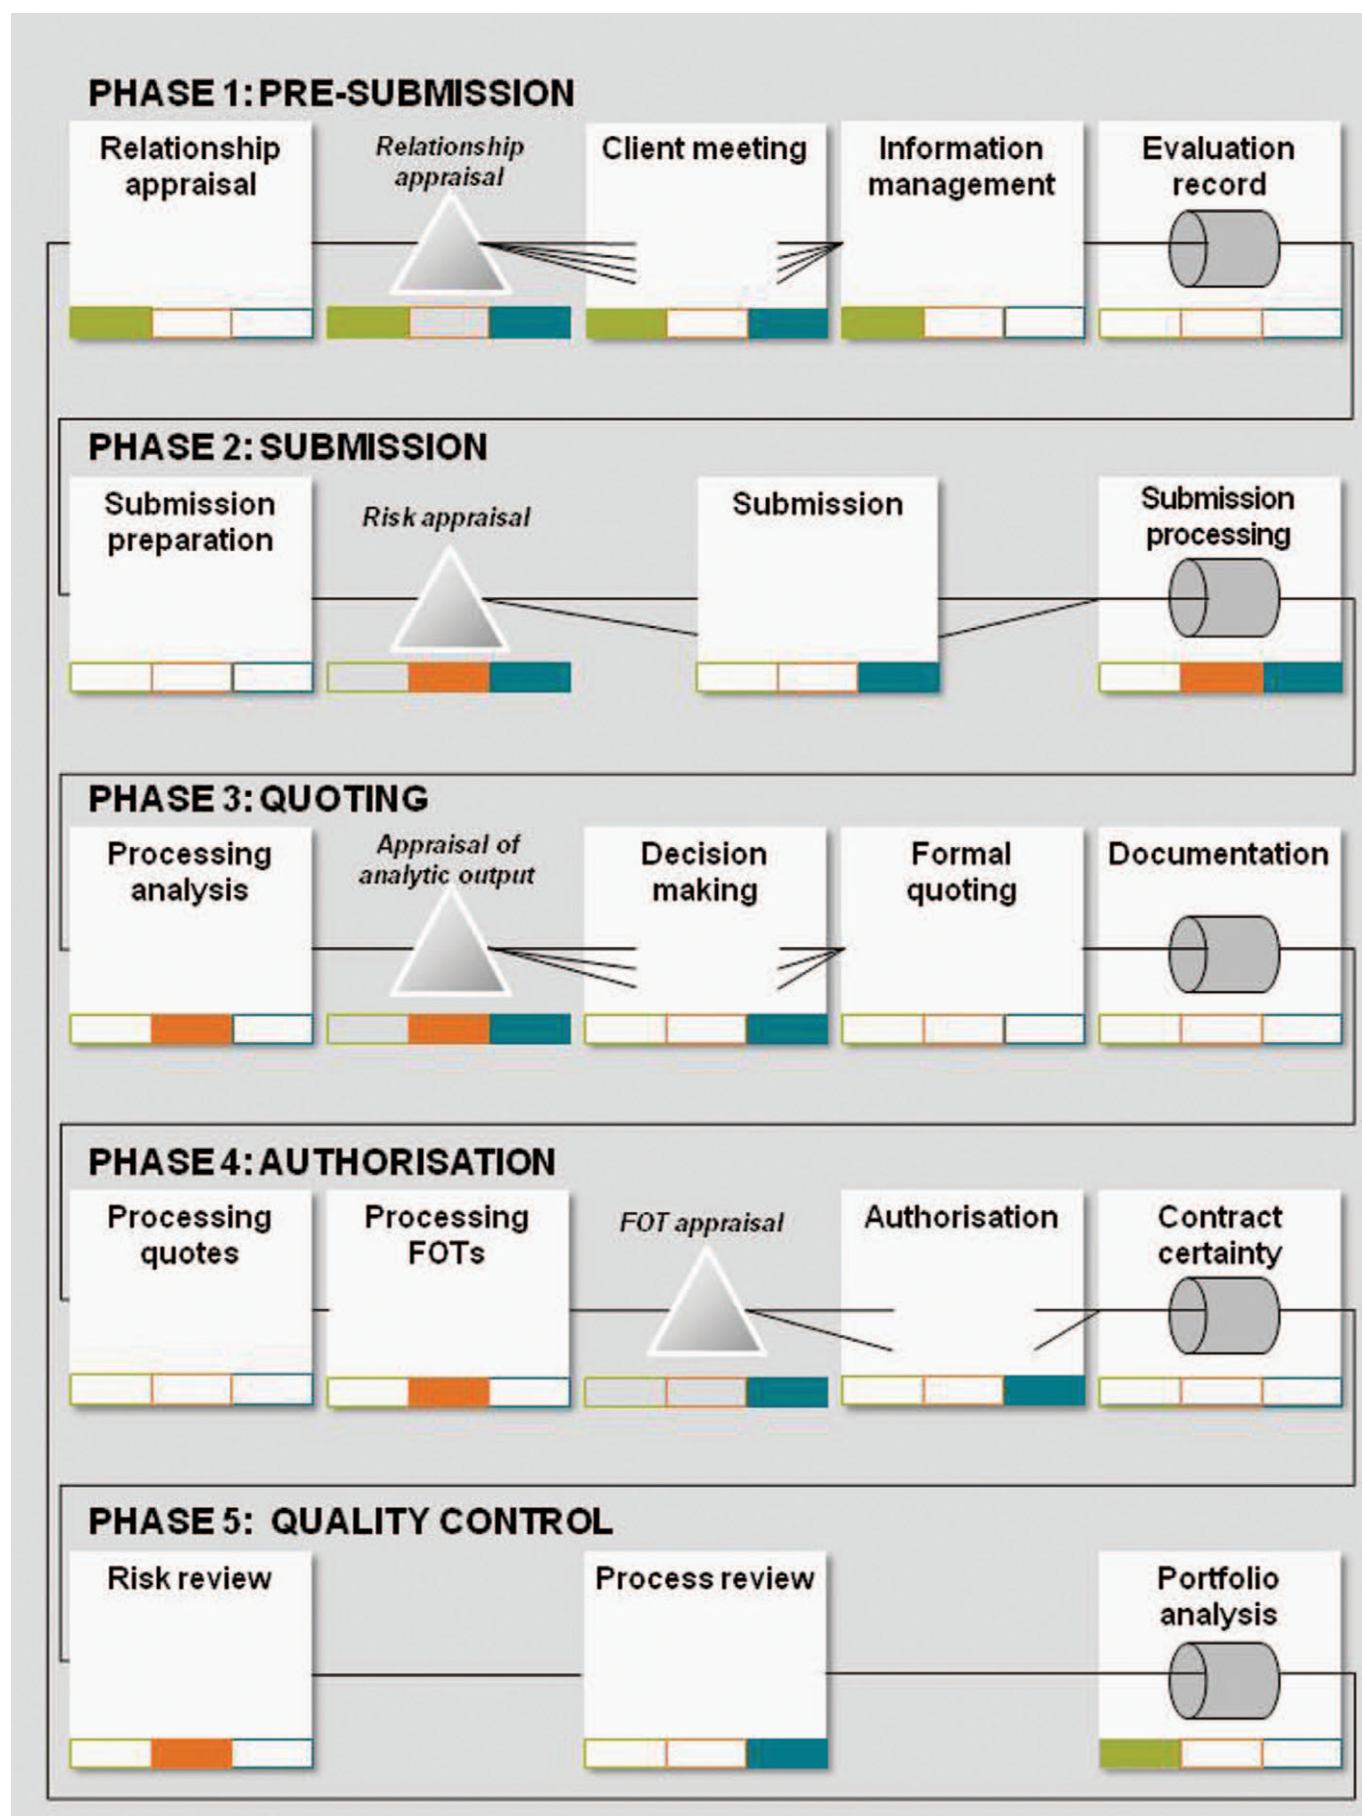 PHASE 1: PRE-SUBMISSION
Relationship
appraisal
Relationship
appraisal
Client meeting
Information
management
Evaluation
record
PHASE 2: SUBMISSION
Submission
preparation
Risk appraisal
Submission
Submission
processing
PHASE 3: QUOTING
Processing
analysis
Appraisal of
analytic output
Decision
making
Formal
quoting
Documentation
PHASE 4: AUTHORISATION
Processing
quotes
Processing
FOTs
FOT appraisal
Authorisation
Contract
certainty
PHASE 5: QUALITY CONTROL
Risk review
Process review
Portfolio
analysis